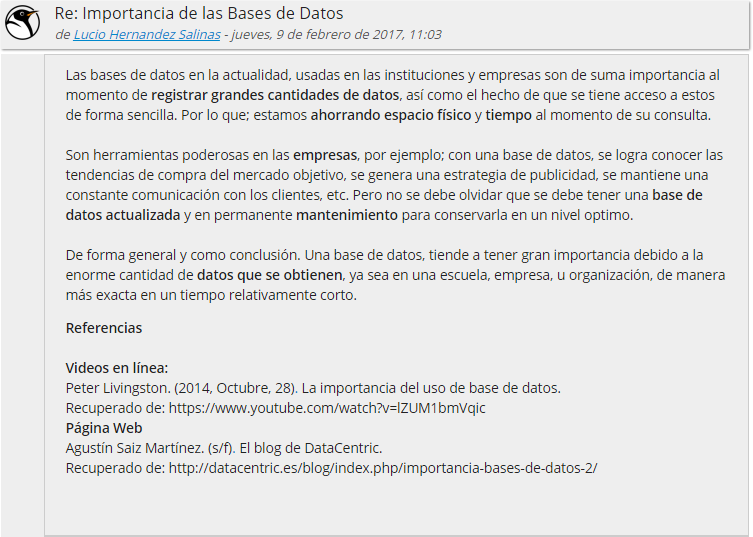 Re: Importancia de las Bases de Datos
de Lucio Hernandez Salinas - jueves, 9 de febrero de 2017, 11:03
Las bases de datos en la actualidad, usadas en las instituciones y empresas son de suma importancia al
momento de registrar grandes cantidades de datos, así como el hecho de que se tiene acceso a estos
de forma sencilla. Por lo que; estamos ahorrando espacio físico y tiempo al momento de su consulta.
Son herramientas poderosas en las empresas, por ejemplo; con una base de datos, se logra conocer las
tendencias de compra del mercado objetivo, se genera una estrategia de publicidad, se mantiene una
constante comunicación con los clientes, etc. Pero no se debe olvidar que se debe tener una base de
datos actualizada y en permanente mantenimiento para conservarla en un nivel optimo.
De forma general y como conclusión. Una base de datos, tiende a tener gran importancia debido a la
enorme cantidad de datos que se obtienen, ya sea en una escuela, empresa, u organización, de manera
más exacta en un tiempo relativamente corto.
Referencias
Videos en línea:
Peter Livingston. (2014, Octubre, 28). La importancia del uso de base de datos.
Recuperado de: https://www.youtube.com/watch?v=lZUM1bmVqic
Página Web
Agustín Saiz Martínez. (s/f). El blog de DataCentric.
Recuperado de: http://datacentric.es/blog/index.php/importancia-bases-de-datos-2/